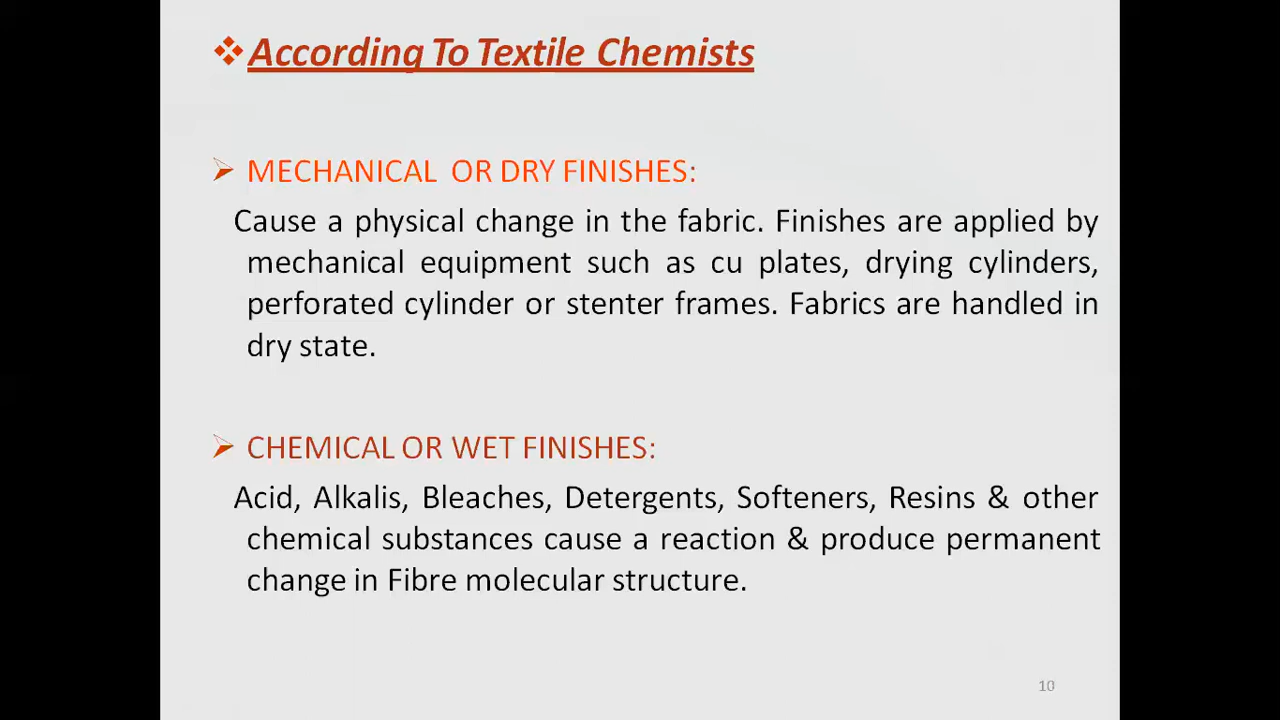 According To Textile Chemists
MECHANICAL OR DRY FINISHES:
Cause a physical change in the fabric. Finishes are applied by
mechanical equipment such as cu plates, drying cylinders,
perforated cylinder or stenter frames. Fabrics are handled in
dry state.
CHEMICAL OR WET FINISHES:
Acid, Alkalis, Bleaches, Detergents, Softeners, Resins & other
chemical substances cause a reaction & produce permanent
change in Fibre molecular structure.
10